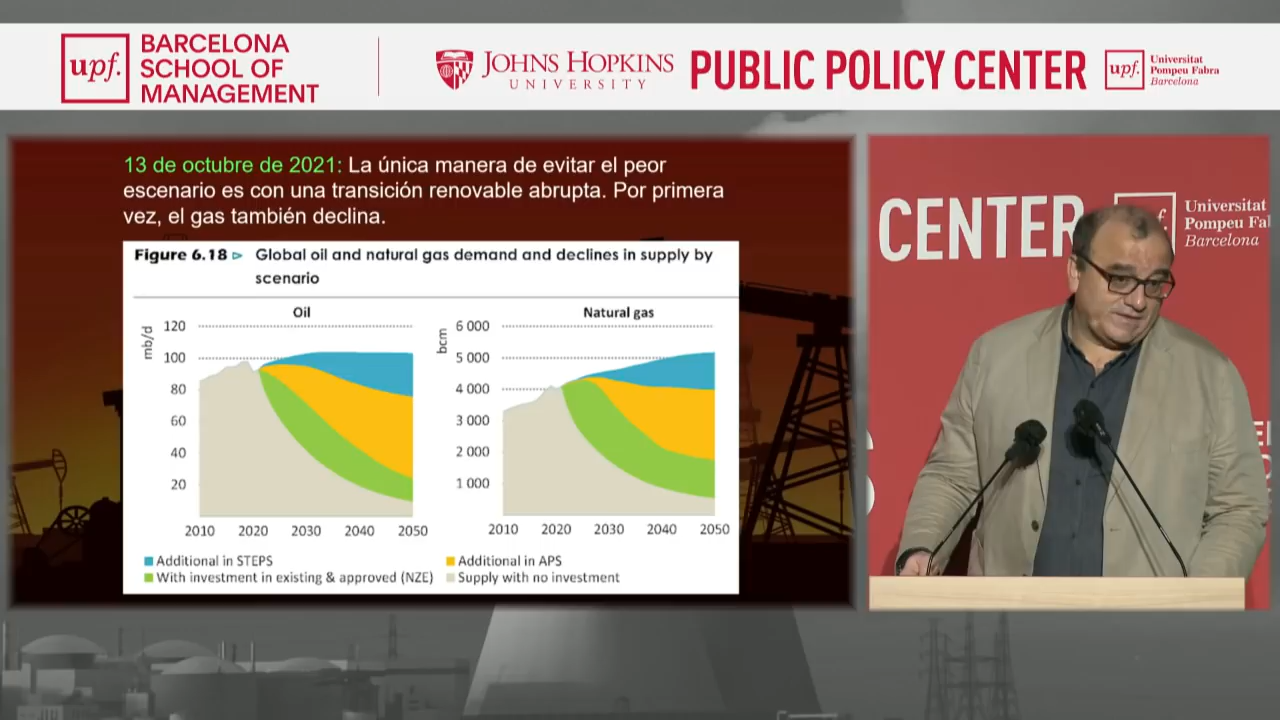 upf.
BARCELONA
SCHOOL OF
MANAGEMENT
JOHNS HOPKINS
UNIVERSITY
PUBLIC POLICY CENTER
upf.
Universitat
Pompeu Fabra
Barcelona
13 de octubre de 2021: La única manera de evitar el peor
escenario es con una transición renovable abrupta. Por primera
vez, el gas también declina.
Figure 6.18 ▷ Global oil and natural gas demand and declines in supply by
scenario
Oil
mb/d
120
100
80
60
40
20
2010 2020 2030 2040 2050
Natural gas
bcm
6 000
5 000
4 000
3 000
2 000
1 000
2010 2020 2030 2040 2050
Additional in STEPS
Additional in APS
With investment in existing & approved (NZE)
Supply with no investment
CENTER
Universitat
Pompeu Fa
Barcelona